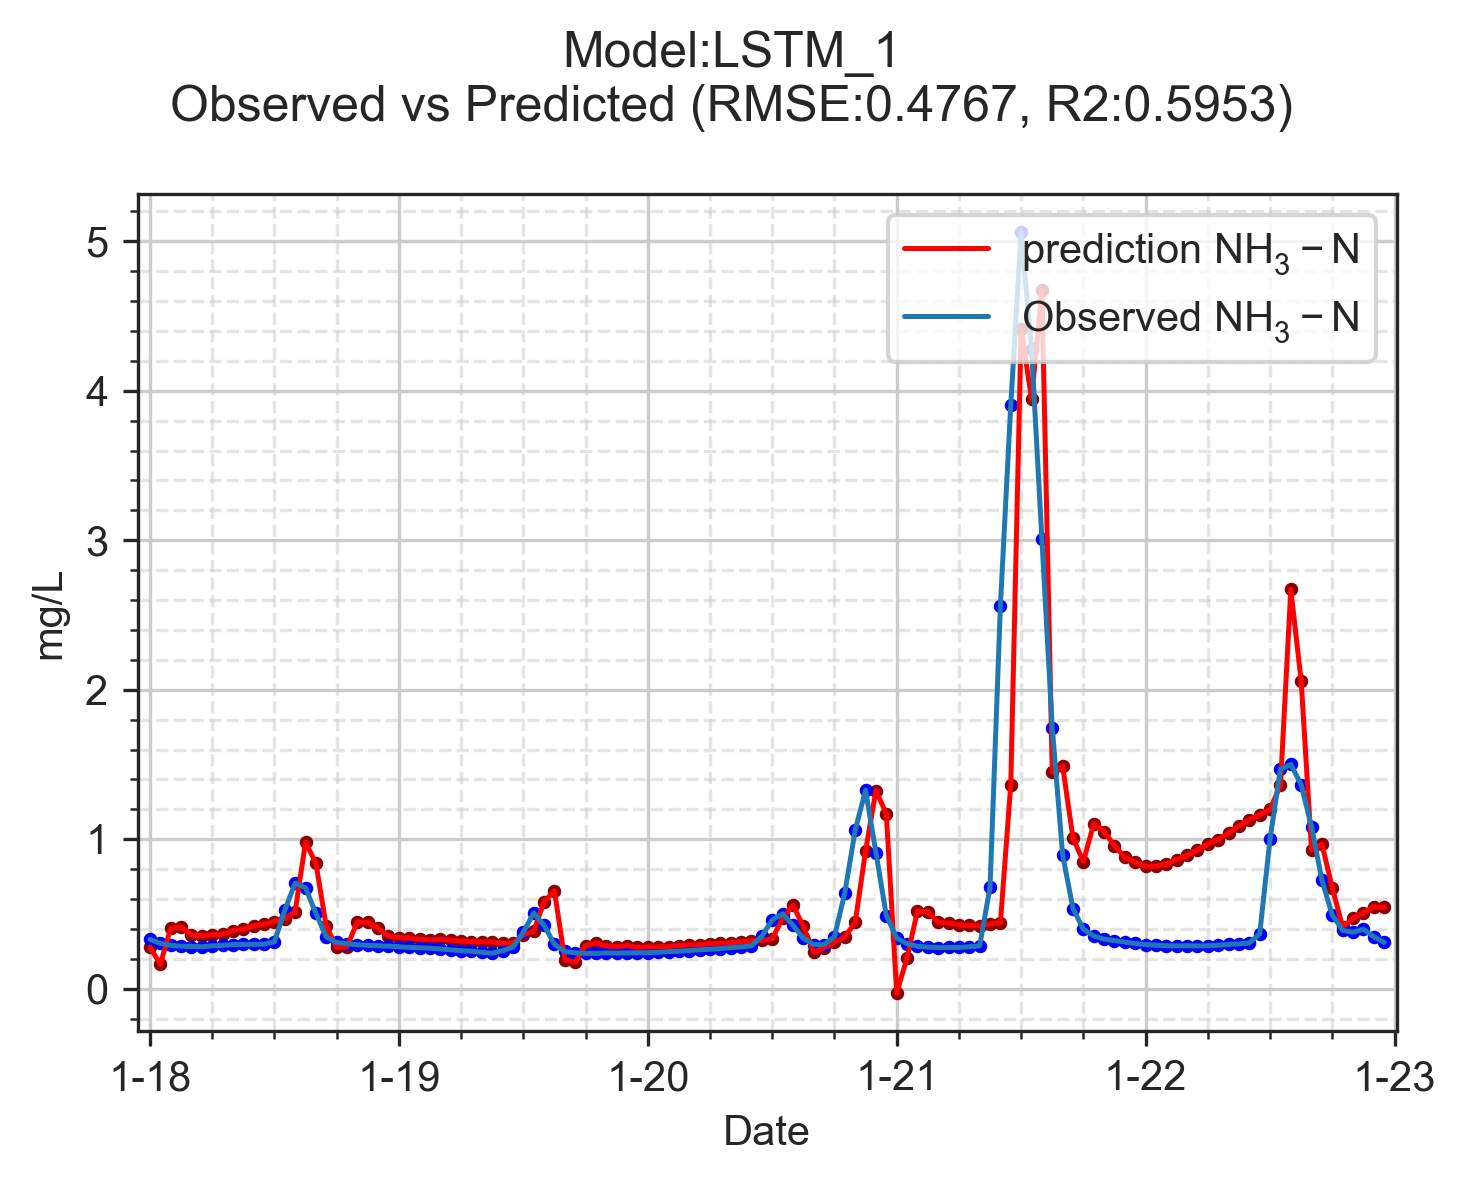 Model:LSTM_1
Observed vs Predicted (RMSE:0.4767, R2:0.5953)
prediction NH₃ − N
Observed NH₃ − N
5
4
3
2
1
0
mg/L
1-18 1-19 1-20 1-21 1-22 1-23
Date